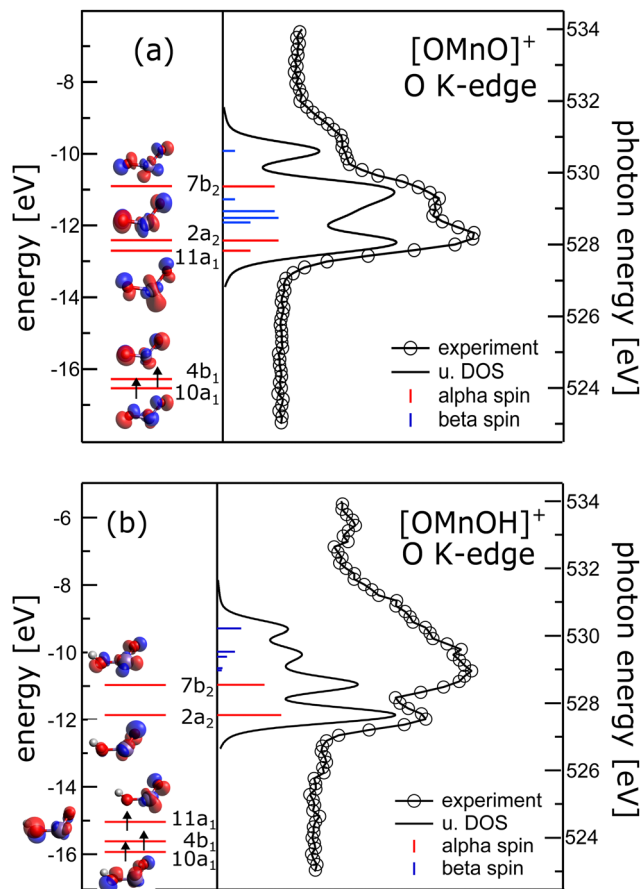 (a)
[OMnO]+
O K-edge
energy [eV]
-6
-8
-10
-12
-14
-16
7b2
2a2
11a1
4b1
10a1
experiment
u. DOS
alpha spin
beta spin
534
532
530
528
526
524
photon energy [eV]
(b)
[OMnOH]+
O K-edge
energy [eV]
-6
-8
-10
-12
-14
-16
7b2
2a2
11a1
4b1
10a1
experiment
u. DOS
alpha spin
beta spin
534
532
530
528
526
524
photon energy [eV]